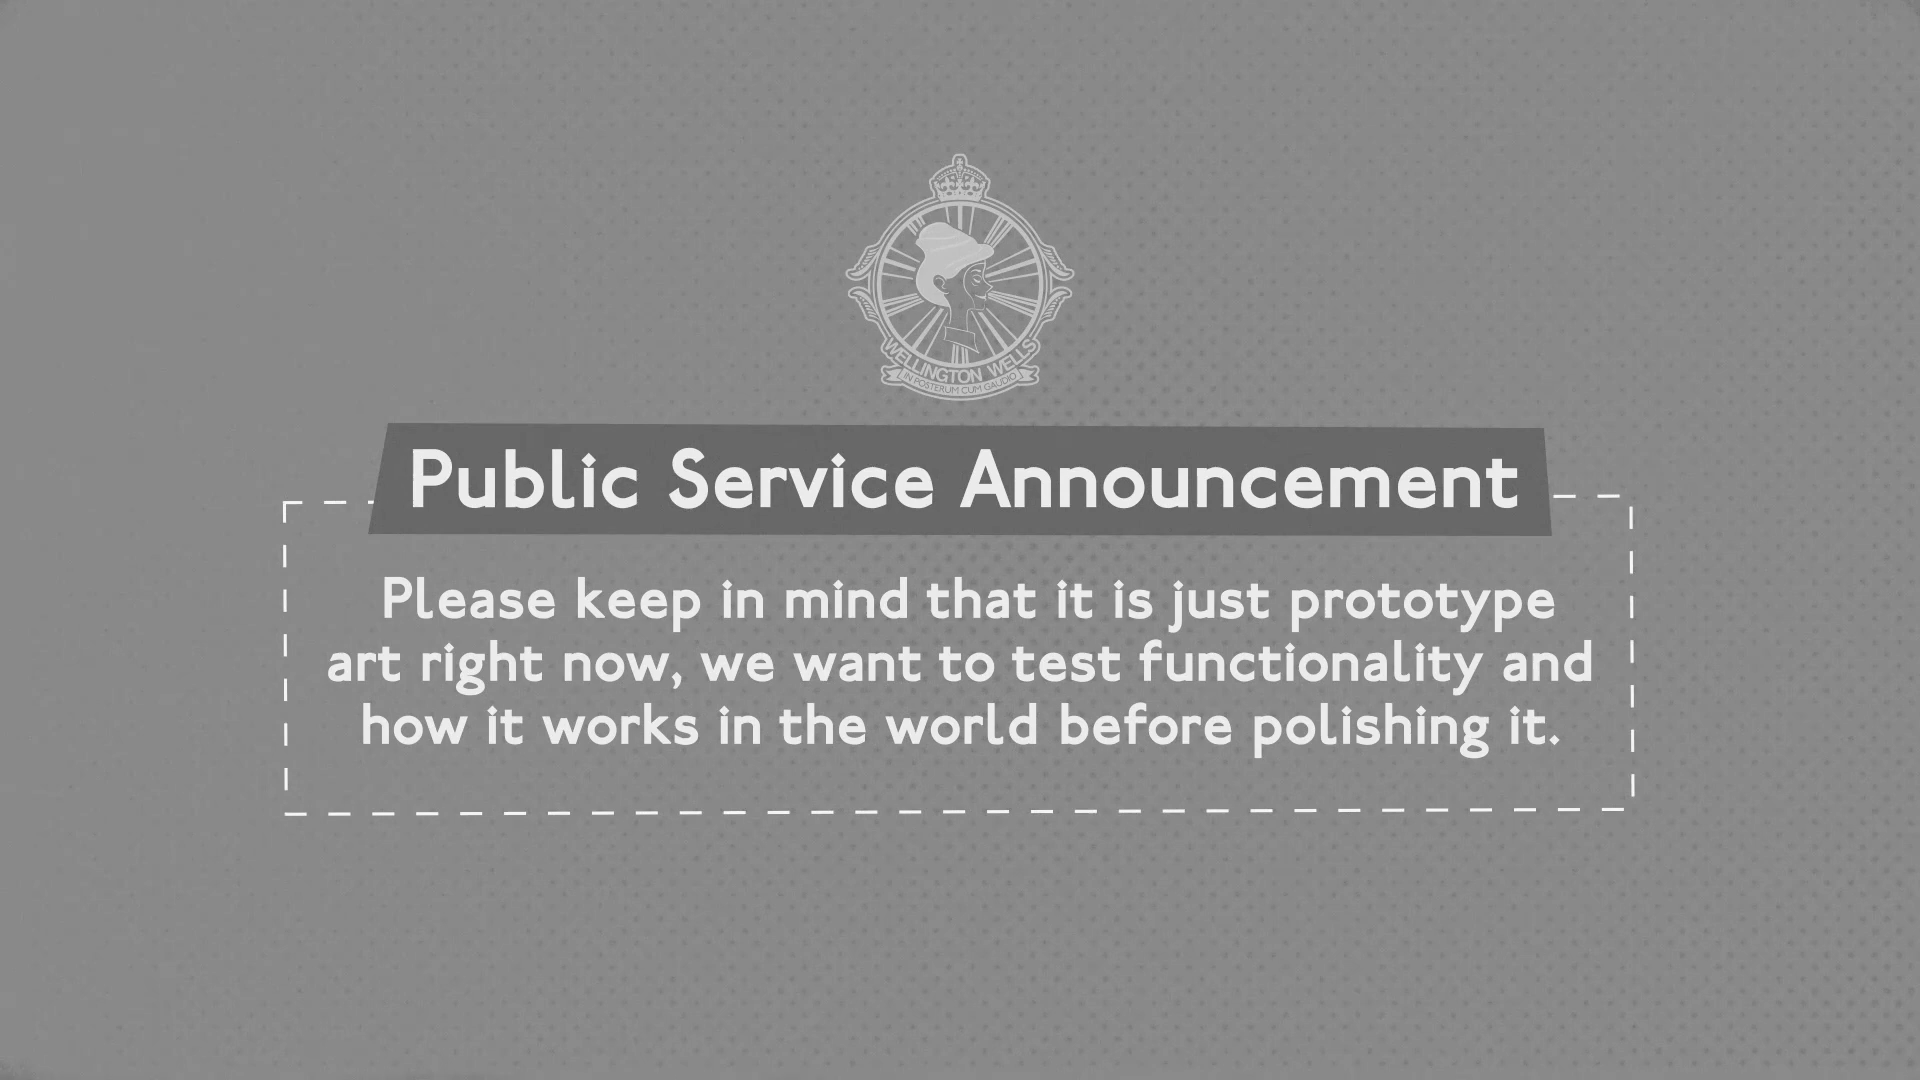 WELLINGTON WELLS
IN POSTERUM CUM GAUDIO
Public Service Announcement
Please keep in mind that it is just prototype
art right now, we want to test functionality and
how it works in the world before polishing it.